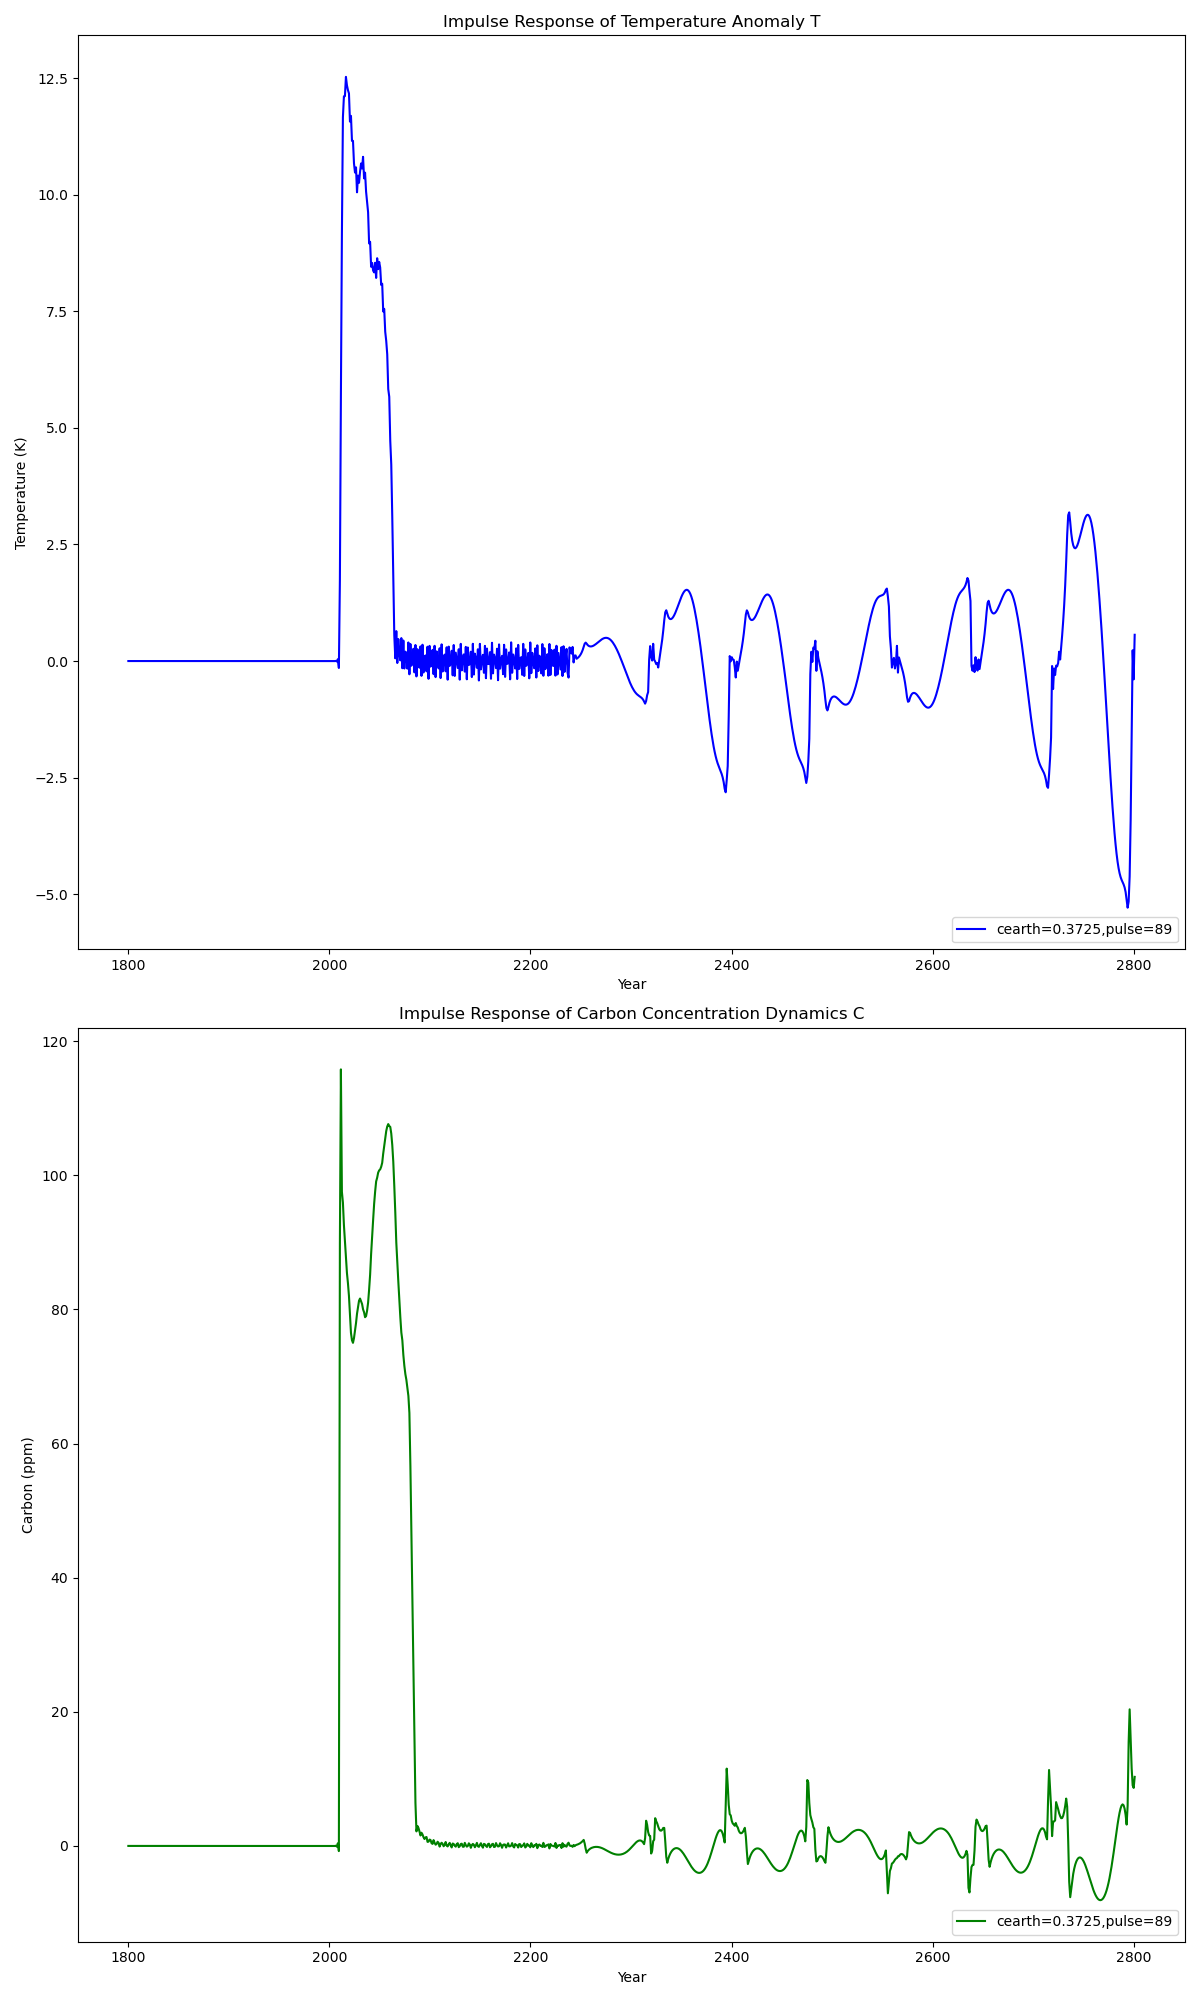 Impulse Response of Temperature Anomaly T
12.5
10.0
7.5
5.0
2.5
0.0
−2.5
−5.0
Temperature (K)
cearth=0.3725,pulse=89
1800 2000 2200 2400 2600 2800
Year
Impulse Response of Carbon Concentration Dynamics C
120
100
80
60
40
20
0
Carbon (ppm)
cearth=0.3725,pulse=89
1800 2000 2200 2400 2600 2800
Year